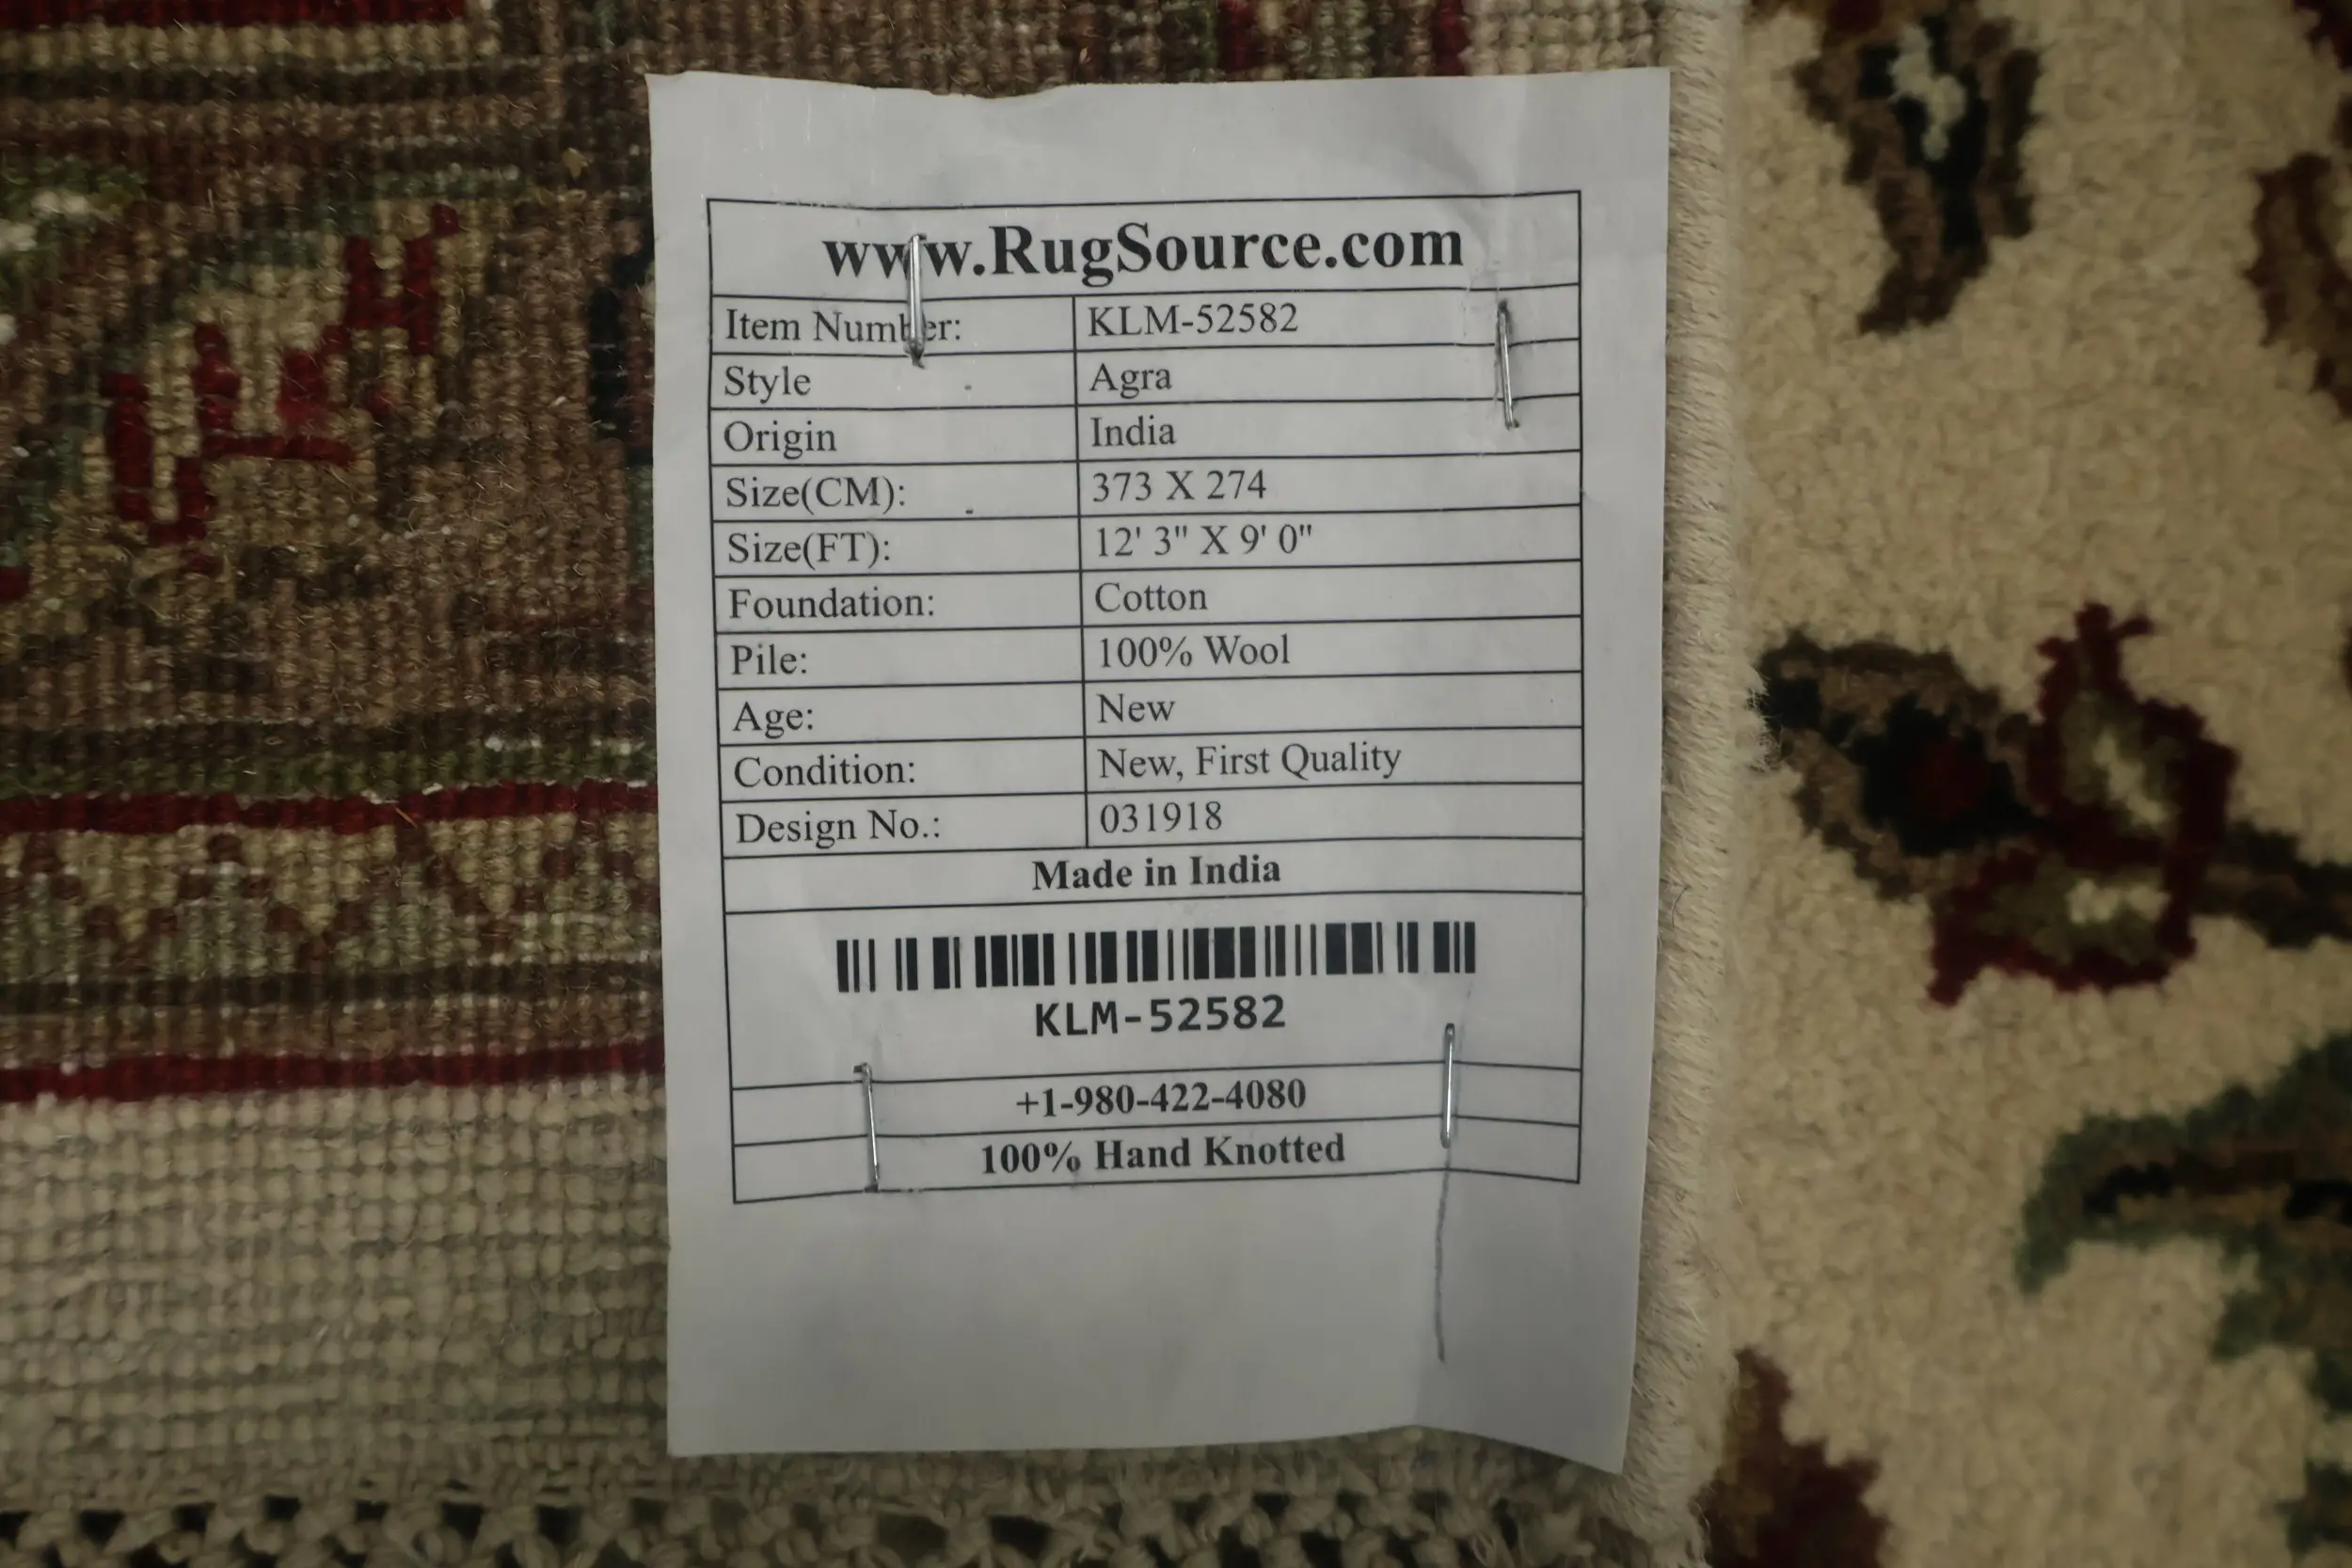 www.RugSource.com
Item Number: KLM-52582
Style Agra
Origin India
Size(CM): 373 X 274
Size(FT): 12' 3" X 9' 0"
Foundation: Cotton
Pile: 100% Wool
Age: New
Condition: New, First Quality
Design No.: 031918
Made in India
KLM-52582
+1-980-422-4080
100% Hand Knotted